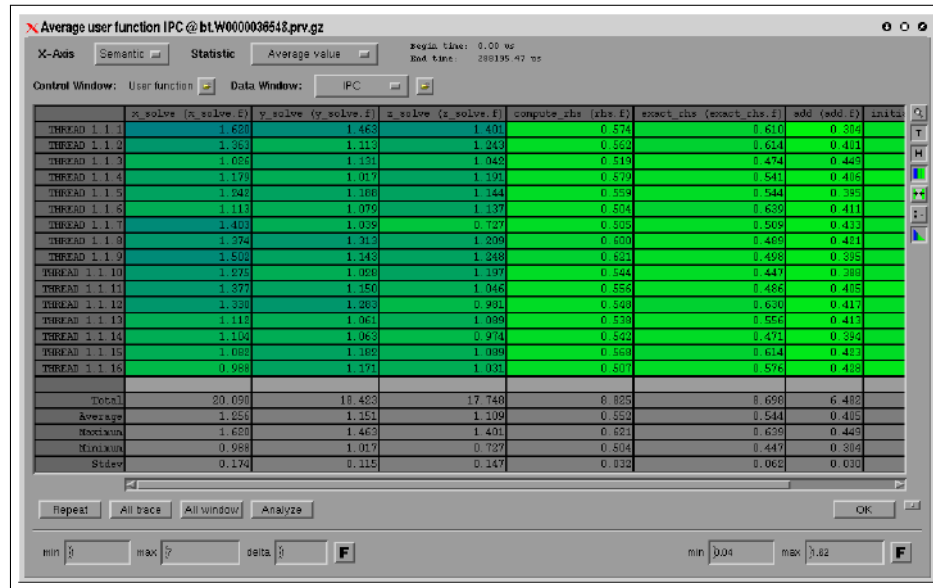 Average user function IPC @ bt.W0000036548.prv.gz
X-Axis Semantic Statistic Average value Begin time: 0.00 us
End time: 288195.47 us
Control Window: User function Data Window: IPC
x_solve [x_solve.f] y_solve (y_solve.f] z_solve (z_solve.f] compute_rhs [rhs.f) exact_rhs (exact_rhs.f] add (add.f) initi
THREAD 1.1.1 1.620 1.463 1.401 0.574 0.610 0.304
THREAD 1.1.2 1.363 1.113 1.243 0.562 0.614 0.401
THREAD 1.1.3 1.026 1.131 1.042 0.519 0.474 0.449
THREAD 1.1.4 1.179 1.017 1.191 0.579 0.541 0.406
THREAD 1.1.5 1.242 1.188 1.144 0.559 0.544 0.395
THREAD 1.1.6 1.113 1.079 1.137 0.504 0.639 0.411
THREAD 1.1.7 1.403 1.039 0.727 0.505 0.509 0.433
THREAD 1.1.8 1.374 1.313 1.209 0.600 0.489 0.421
THREAD 1.1.9 1.502 1.143 1.248 0.621 0.498 0.395
THREAD 1.1.10 1.275 1.028 1.197 0.544 0.447 0.388
THREAD 1.1.11 1.377 1.150 1.046 0.556 0.486 0.405
THREAD 1.1.12 1.330 1.283 0.981 0.548 0.630 0.417
THREAD 1.1.13 1.112 1.061 1.089 0.538 0.556 0.413
THREAD 1.1.14 1.104 1.063 0.974 0.542 0.471 0.394
THREAD 1.1.15 1.082 1.182 1.089 0.568 0.614 0.423
THREAD 1.1.16 0.988 1.171 1.031 0.507 0.576 0.428
Total 20.090 18.423 17.748 8.825 8.698 6.482
Average 1.256 1.151 1.109 0.552 0.544 0.405
Maximum 1.620 1.463 1.401 0.621 0.639 0.449
Minimum 0.988 1.017 0.727 0.504 0.447 0.304
Stdev 0.174 0.115 0.147 0.032 0.062 0.030
T
H
Repeat All trace All window Analyze OK
min max delta F min 0.04 max 1.62 F